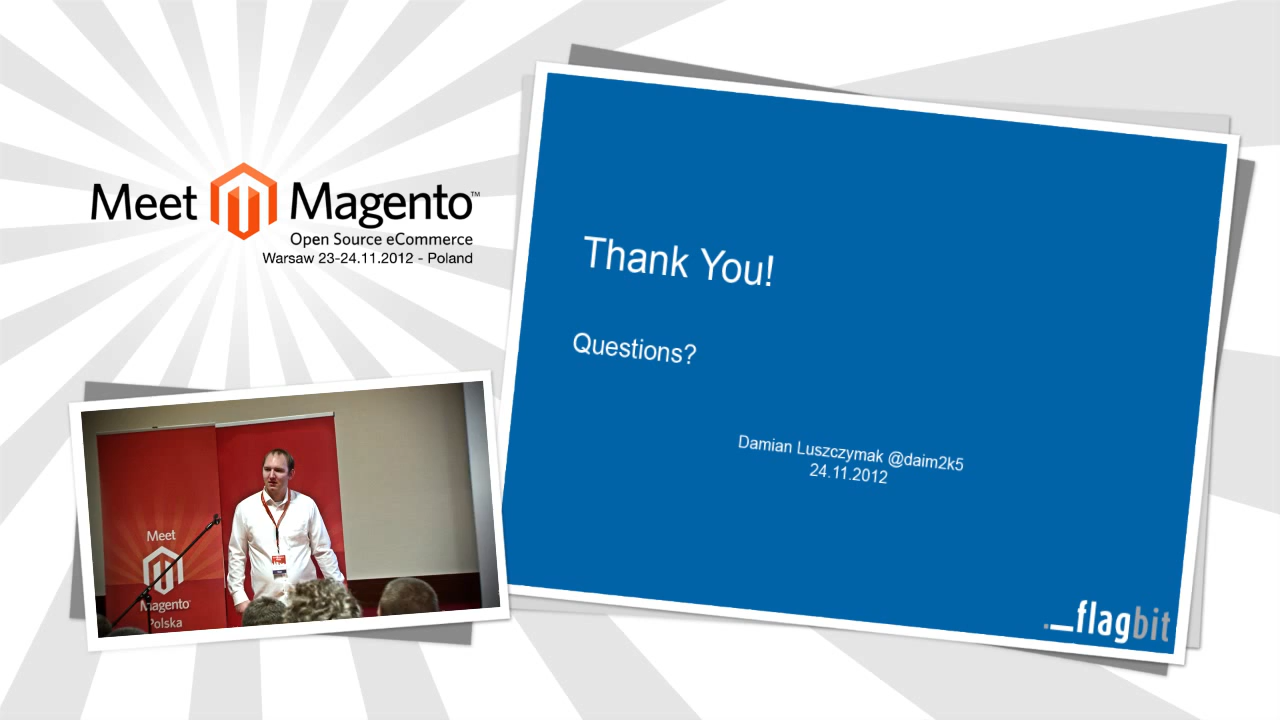 Meet Magento™
Open Source eCommerce
Warsaw 23-24.11.2012 - Poland
Thank You!
Questions?
Damian Luszczymak @daim2k5
24.11.2012
flagbit
Meet
Magento
Polska